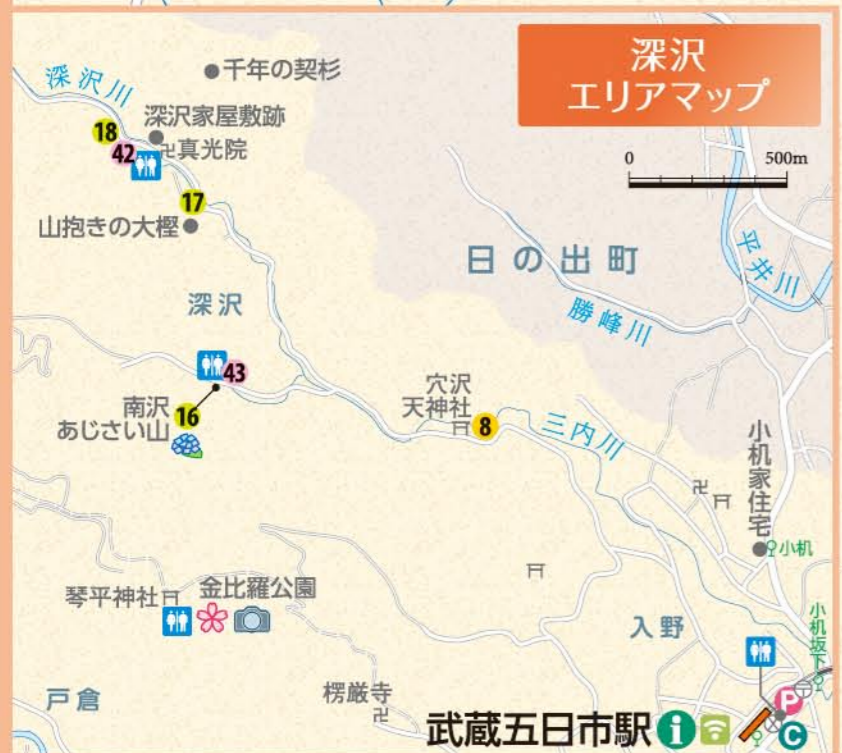 深沢
エリアマップ
0 500m
千年の契杉
深沢川
深沢家屋敷跡
18
42
卍真光院
17
山抱きの大樫
日の出町
平井川
勝峰川
深沢
43
南沢
あじさい山
16
穴沢
天神社
8
三内川
小机家住宅
卍
小机
琴平神社
金比羅公園
入野
小机坂下
戸倉
楞厳寺
卍
武蔵五日市駅
i
P
C